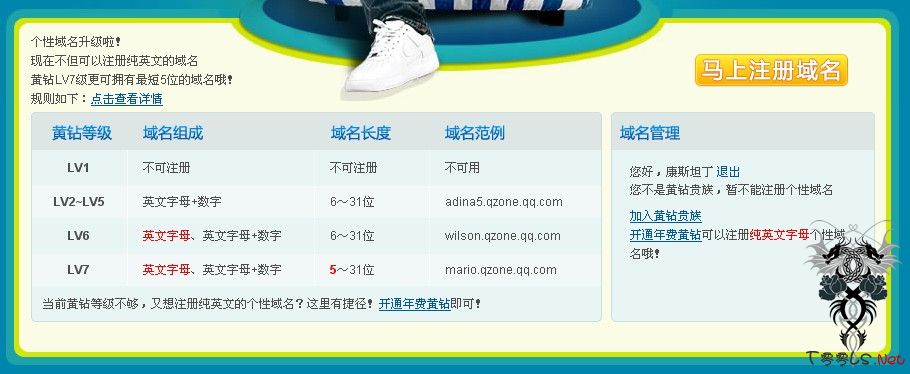 个性域名升级啦！
现在不但可以注册纯英文的域名
黄钻LV7级更可拥有最短5位的域名哦！
规则如下：点击查看详情
马上注册域名
黄钻等级 域名组成 域名长度 域名范例
LV1 不可注册 不可注册 不可用
LV2~LV5 英文字母+数字 6～31位 adina5.qzone.qq.com
LV6 英文字母、英文字母+数字 6～31位 wilson.qzone.qq.com
LV7 英文字母、英文字母+数字 5～31位 mario.qzone.qq.com
当前黄钻等级不够，又想注册纯英文的个性域名？这里有捷径！开通年费黄钻即可！
域名管理
您好，康斯坦丁 退出
您不是黄钻贵族，暂不能注册个性域名
加入黄钻贵族
开通年费黄钻可以注册纯英文字母个性域
名哦!
T零零LS.Net